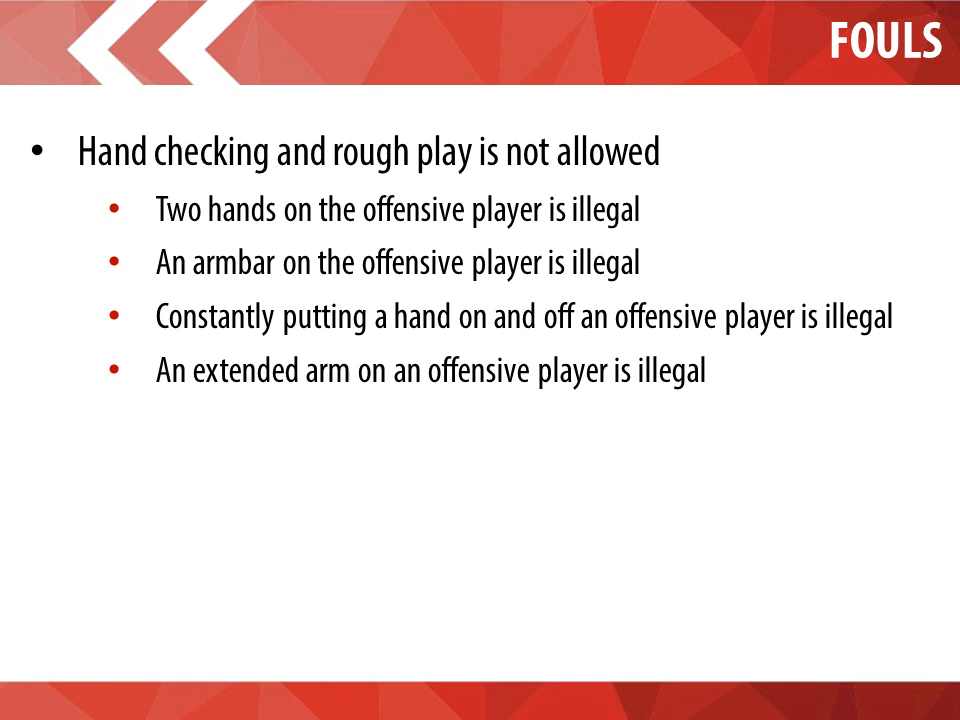 FOULS
• Hand checking and rough play is not allowed
• Two hands on the offensive player is illegal
• An armbar on the offensive player is illegal
• Constantly putting a hand on and off an offensive player is illegal
• An extended arm on an offensive player is illegal